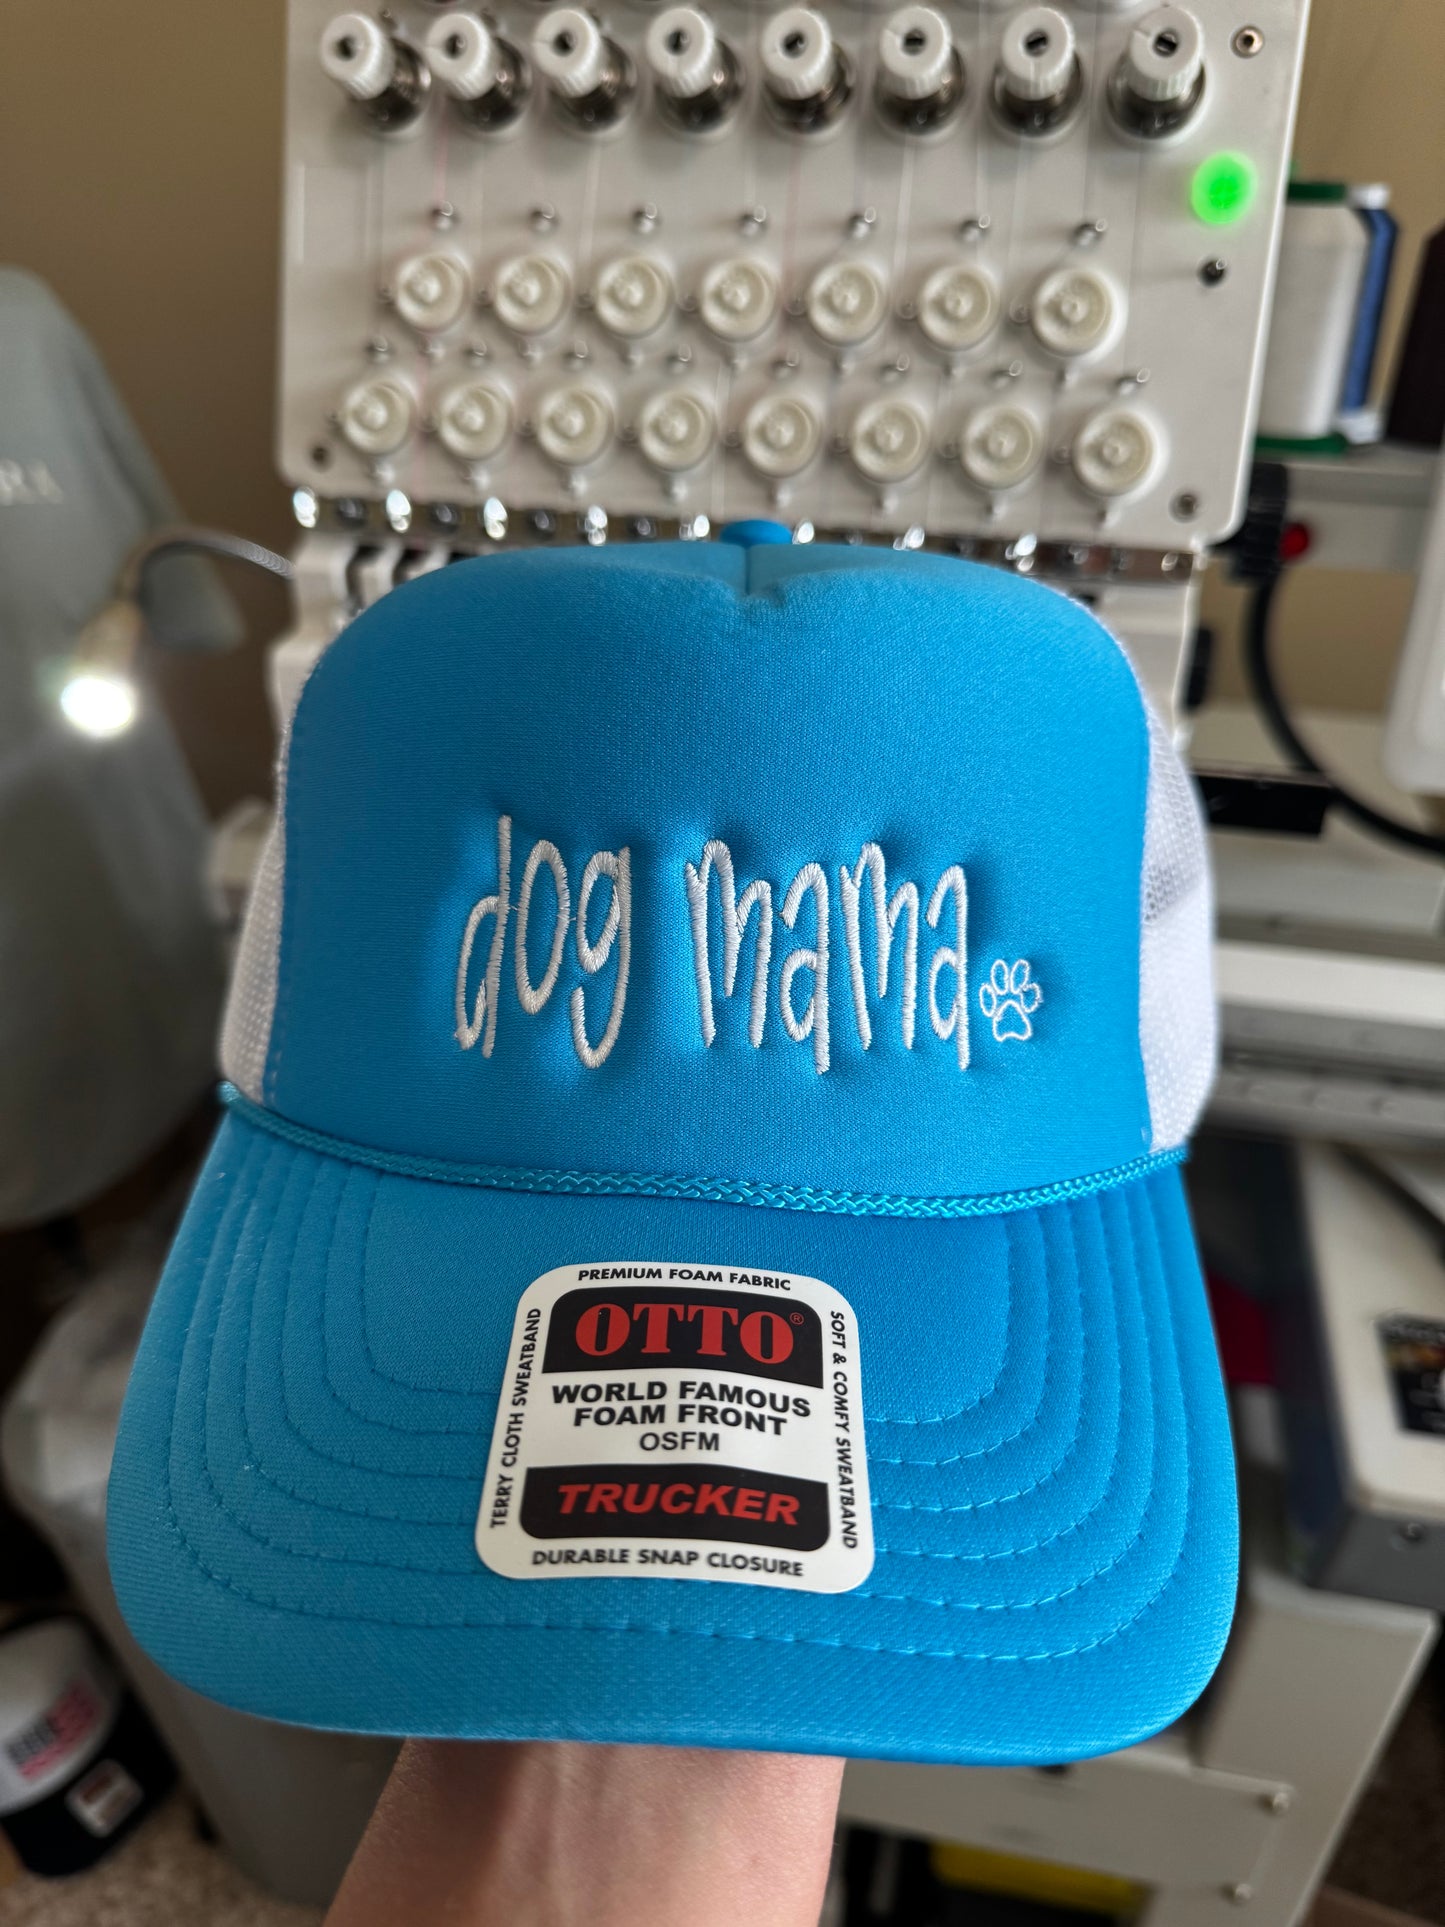 RA
dog mama
PREMIUM FOAM FABRIC
OTTO®
TERRY CLOTH SWEATBAND
SOFT & COMFY SWEATBAND
WORLD FAMOUS
FOAM FRONT
OSFM
TRUCKER
DURABLE SNAP CLOSURE